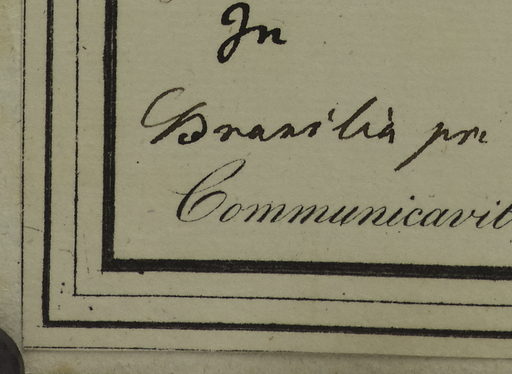 In
Brasilia pr
Communicavit